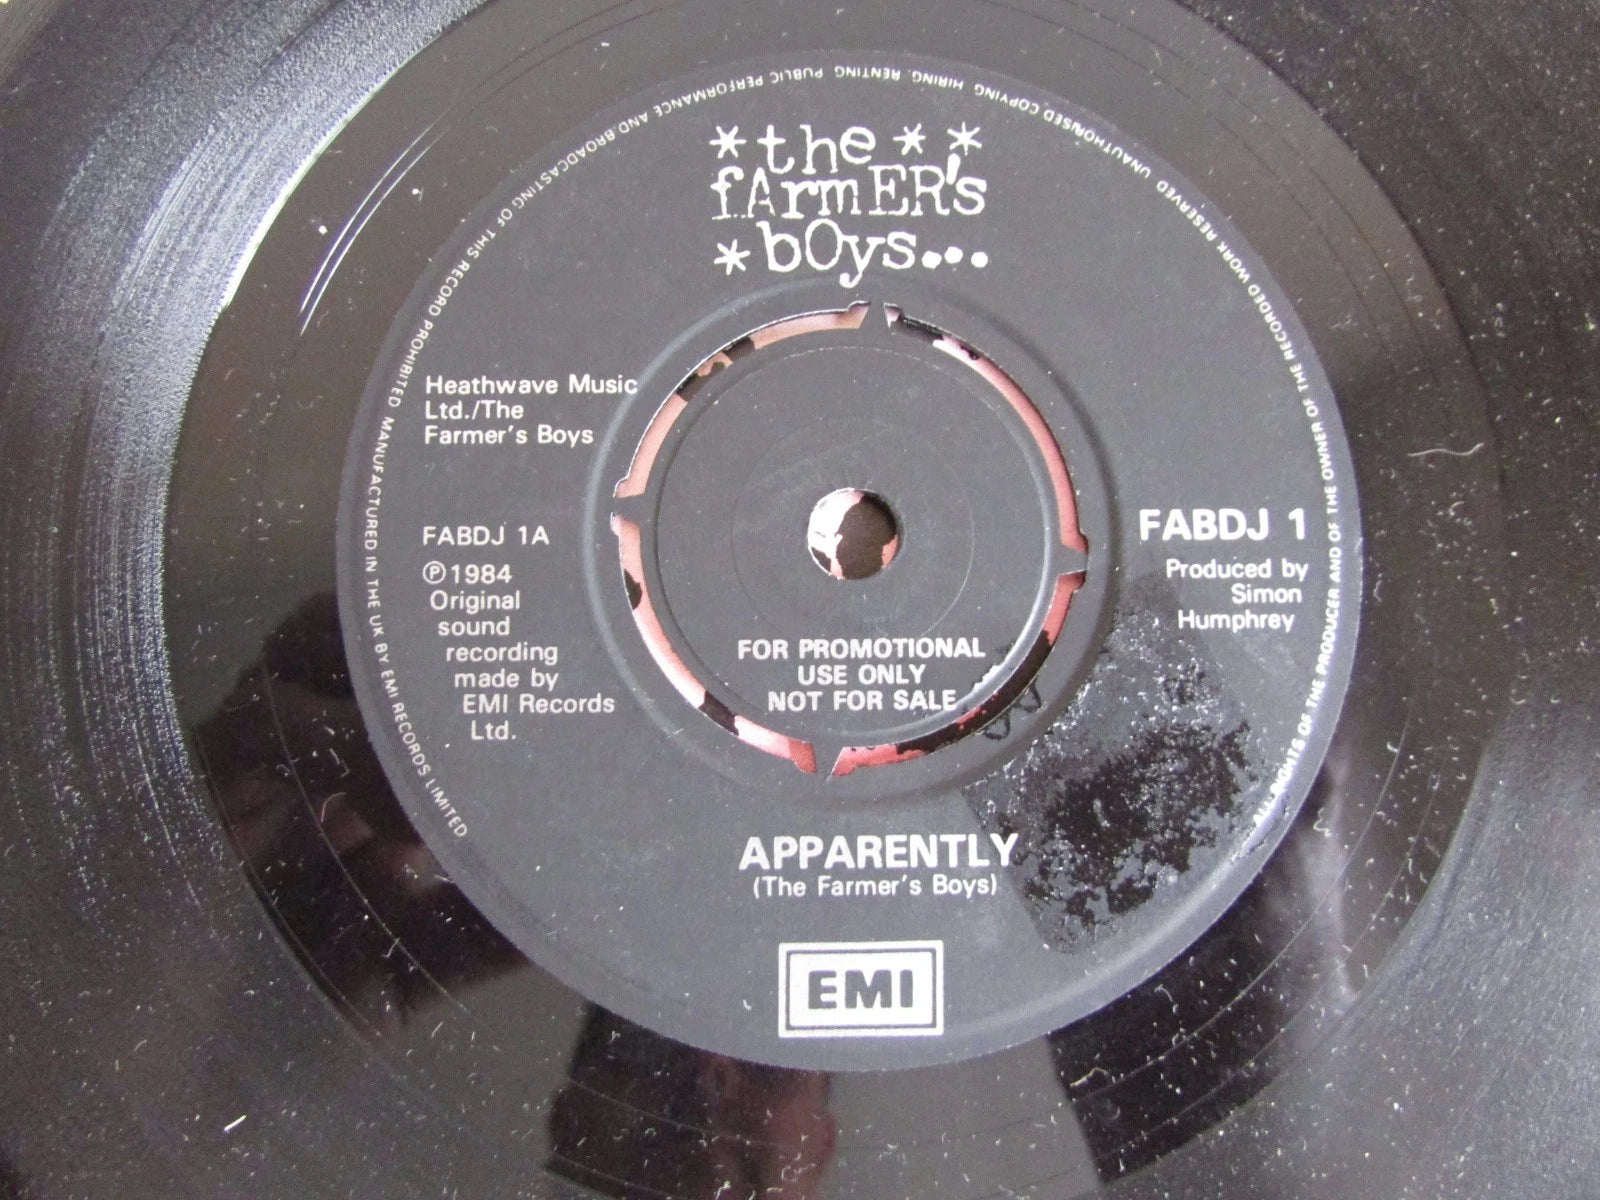 *the**
fArmER's
*bOys...
Heathwave Music
Ltd./The
Farmer's Boys
FABDJ 1A
℗1984
Original
sound
recording
made by
EMI Records
Ltd.
FABDJ 1
Produced by
Simon
Humphrey
FOR PROMOTIONAL
USE ONLY
NOT FOR SALE
APPARENTLY
(The Farmer's Boys)
EMI
ALL RIGHTS OF THE PRODUCER AND OF THE OWNER OF THE RECORDED WORK RESERVED UNAUTHORISED COPYING, HIRING, RENTING, PUBLIC PERFORMANCE AND BROADCASTING OF THIS RECORD PROHIBITED. MANUFACTURED IN THE UK BY EMI RECORDS LIMITED